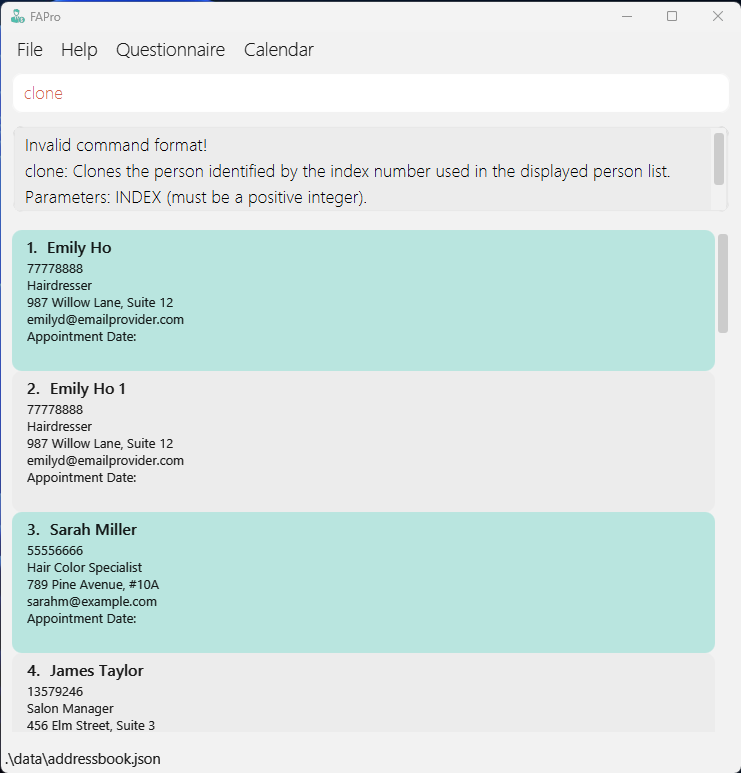 FAPro
File Help Questionnaire Calendar
clone
Invalid command format!
clone: Clones the person identified by the index number used in the displayed person list.
Parameters: INDEX (must be a positive integer).
1. Emily Ho
77778888
Hairdresser
987 Willow Lane, Suite 12
emilyd@emailprovider.com
Appointment Date:
2. Emily Ho 1
77778888
Hairdresser
987 Willow Lane, Suite 12
emilyd@emailprovider.com
Appointment Date:
3. Sarah Miller
55556666
Hair Color Specialist
789 Pine Avenue, #10A
sarahm@example.com
Appointment Date:
4. James Taylor
13579246
Salon Manager
456 Elm Street, Suite 3
.\data\addressbook.json